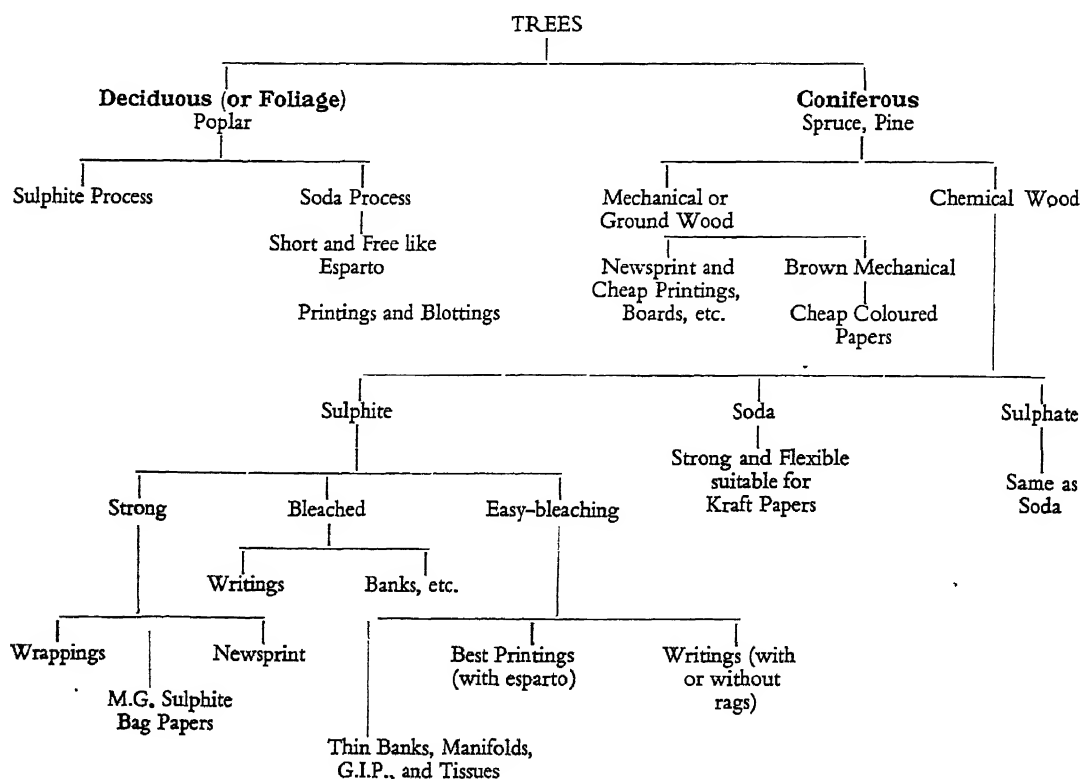 TREES
Deciduous (or Foliage)
Poplar
Coniferous
Spruce, Pine
Sulphite Process
Soda Process
Mechanical or
Ground Wood
Chemical Wood
Short and Free like
Esparto
Newsprint and
Cheap Printings,
Boards, etc.
Brown Mechanical
Printings and Blottings
Cheap Coloured
Papers
Sulphite
Soda
Sulphate
Strong and Flexible
suitable for
Kraft Papers
Same as
Soda
Strong
Bleached
Easy-bleaching
Writings
Banks, etc.
Wrappings
Newsprint
Best Printings
(with esparto)
Writings (with
or without
rags)
M.G. Sulphite
Bag Papers
Thin Banks, Manifolds,
G.I.P., and Tissues